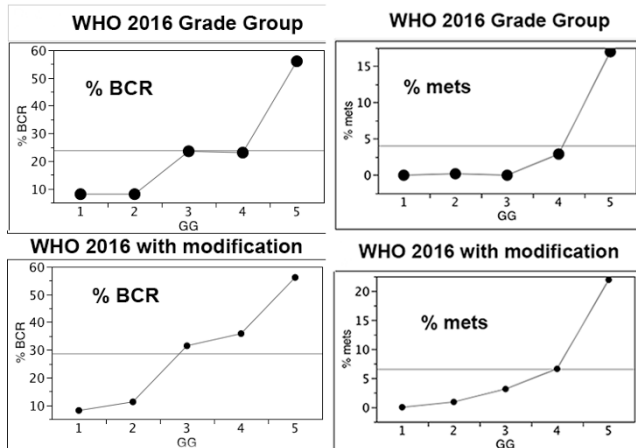 WHO 2016 Grade Group
60
50
40
30
20
10
% BCR
% BCR
1 2 3 4 5
GG
WHO 2016 Grade Group
15
10
5
0
% mets
% mets
1 2 3 4 5
GG
WHO 2016 with modification
60
50
40
30
20
10
% BCR
% BCR
1 2 3 4 5
GG
WHO 2016 with modification
20
15
10
5
0
% mets
% mets
1 2 3 4 5
GG